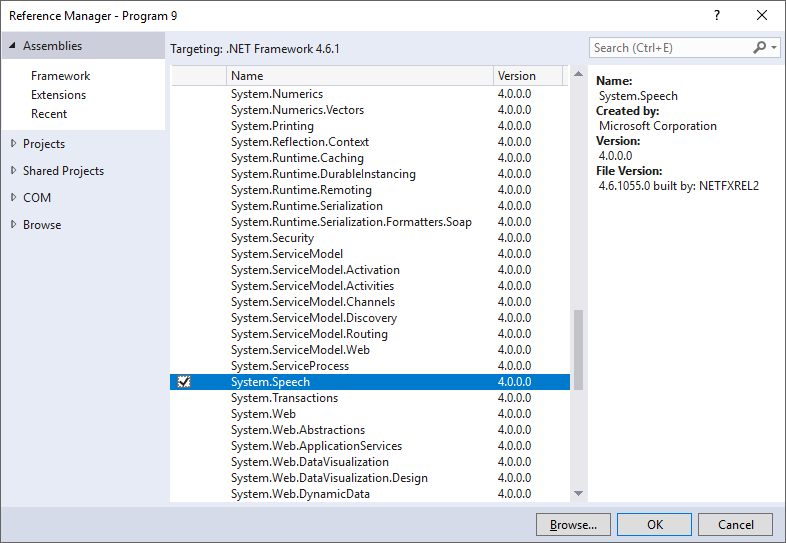 Reference Manager - Program 9
Assemblies
Framework
Extensions
Recent
Projects
Shared Projects
COM
Browse
Targeting: .NET Framework 4.6.1
Name Version
System.Numerics 4.0.0.0
System.Numerics.Vectors 4.0.0.0
System.Printing 4.0.0.0
System.Reflection.Context 4.0.0.0
System.Runtime.Caching 4.0.0.0
System.Runtime.DurableInstancing 4.0.0.0
System.Runtime.Remoting 4.0.0.0
System.Runtime.Serialization 4.0.0.0
System.Runtime.Serialization.Formatters.Soap 4.0.0.0
System.Security 4.0.0.0
System.ServiceModel 4.0.0.0
System.ServiceModel.Activation 4.0.0.0
System.ServiceModel.Activities 4.0.0.0
System.ServiceModel.Channels 4.0.0.0
System.ServiceModel.Discovery 4.0.0.0
System.ServiceModel.Routing 4.0.0.0
System.ServiceModel.Web 4.0.0.0
System.ServiceProcess 4.0.0.0
System.Speech 4.0.0.0
System.Transactions 4.0.0.0
System.Web 4.0.0.0
System.Web.Abstractions 4.0.0.0
System.Web.ApplicationServices 4.0.0.0
System.Web.DataVisualization 4.0.0.0
System.Web.DataVisualization.Design 4.0.0.0
System.Web.DynamicData 4.0.0.0
Search (Ctrl+E)
Name:
System.Speech
Created by:
Microsoft Corporation
Version:
4.0.0.0
File Version:
4.6.1055.0 built by: NETFXREL2
Browse... OK Cancel